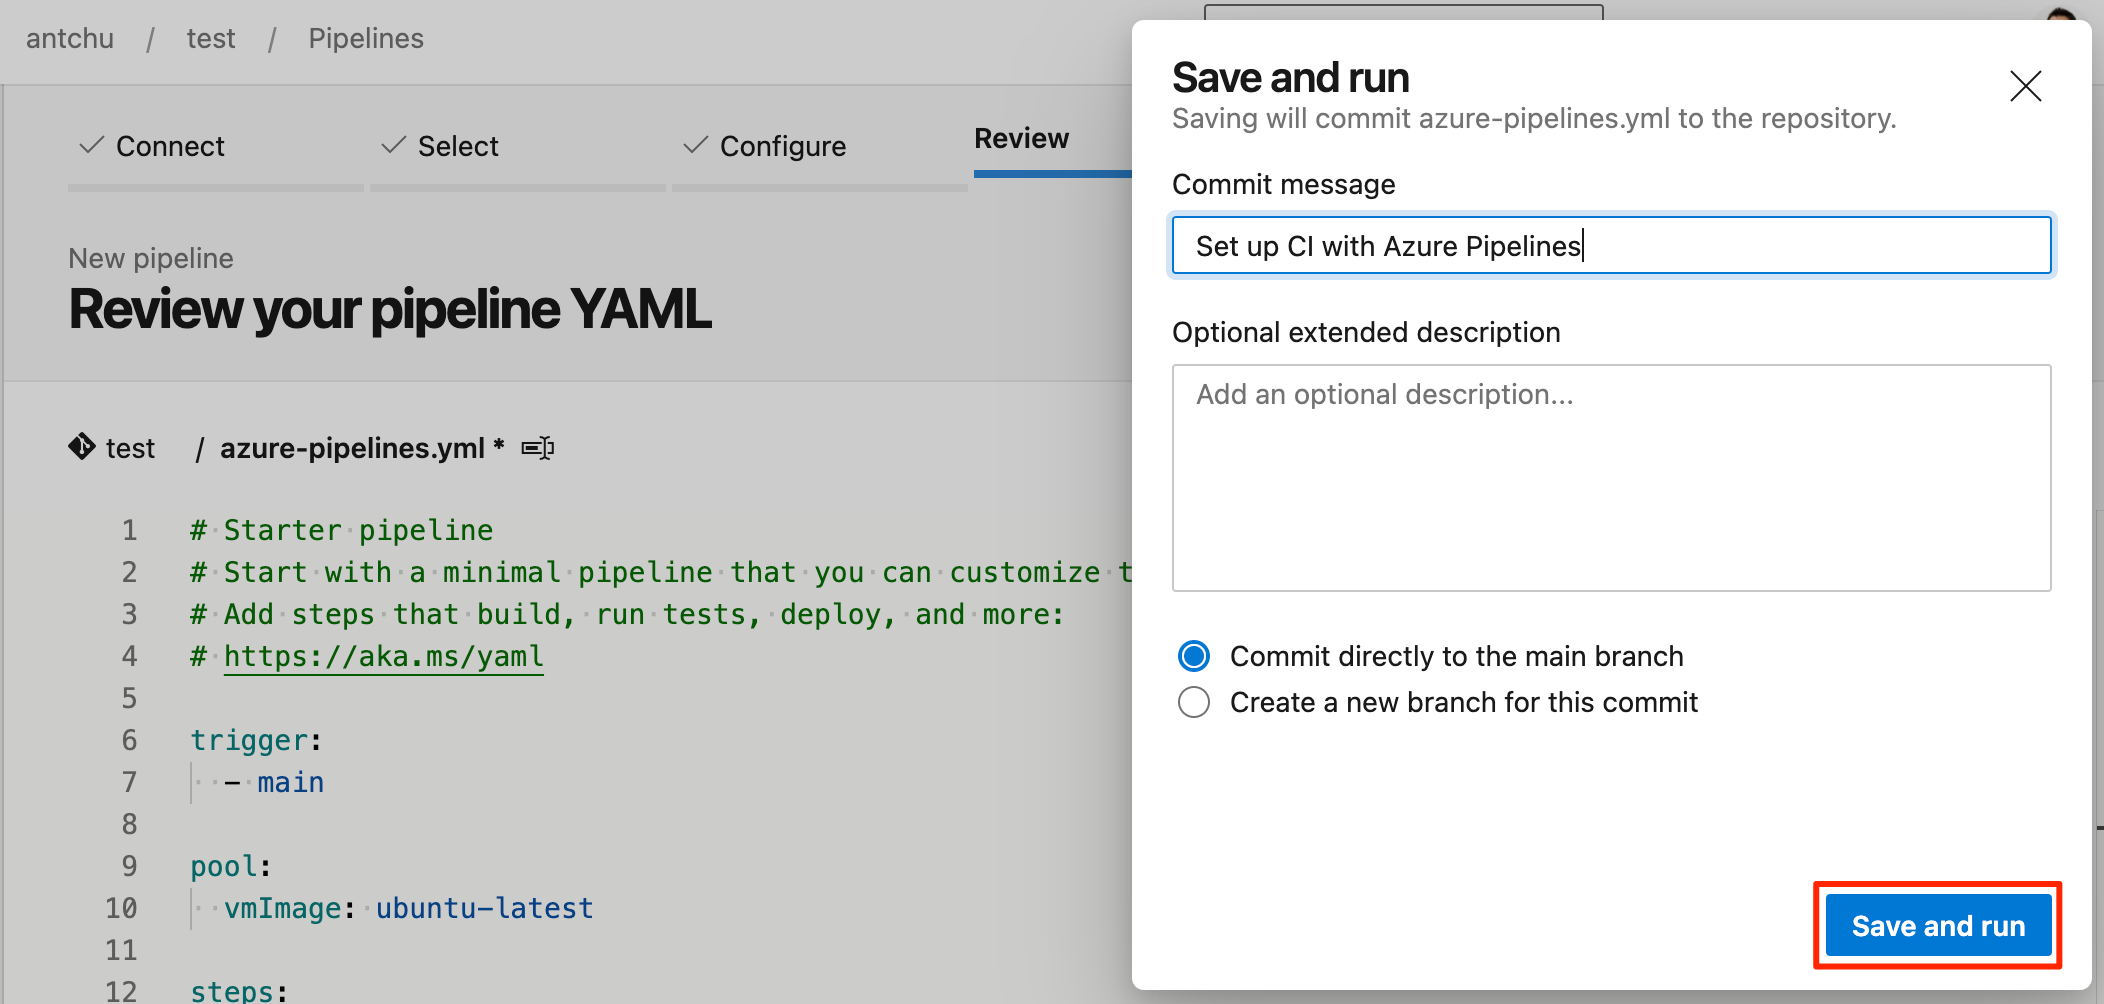 antchu / test / Pipelines
Connect Select Configure Review
New pipeline
Review your pipeline YAML
test / azure-pipelines.yml *
1 # Starter pipeline
2 # Start with a minimal pipeline that you can customize t
3 # Add steps that build, run tests, deploy, and more:
4 # https://aka.ms/yaml
5
6 trigger:
7 - main
8
9 pool:
10 vmImage: ubuntu-latest
11
12 steps:
Save and run
Saving will commit azure-pipelines.yml to the repository.
Commit message
Set up CI with Azure Pipelines
Optional extended description
Add an optional description...
Commit directly to the main branch
Create a new branch for this commit
Save and run